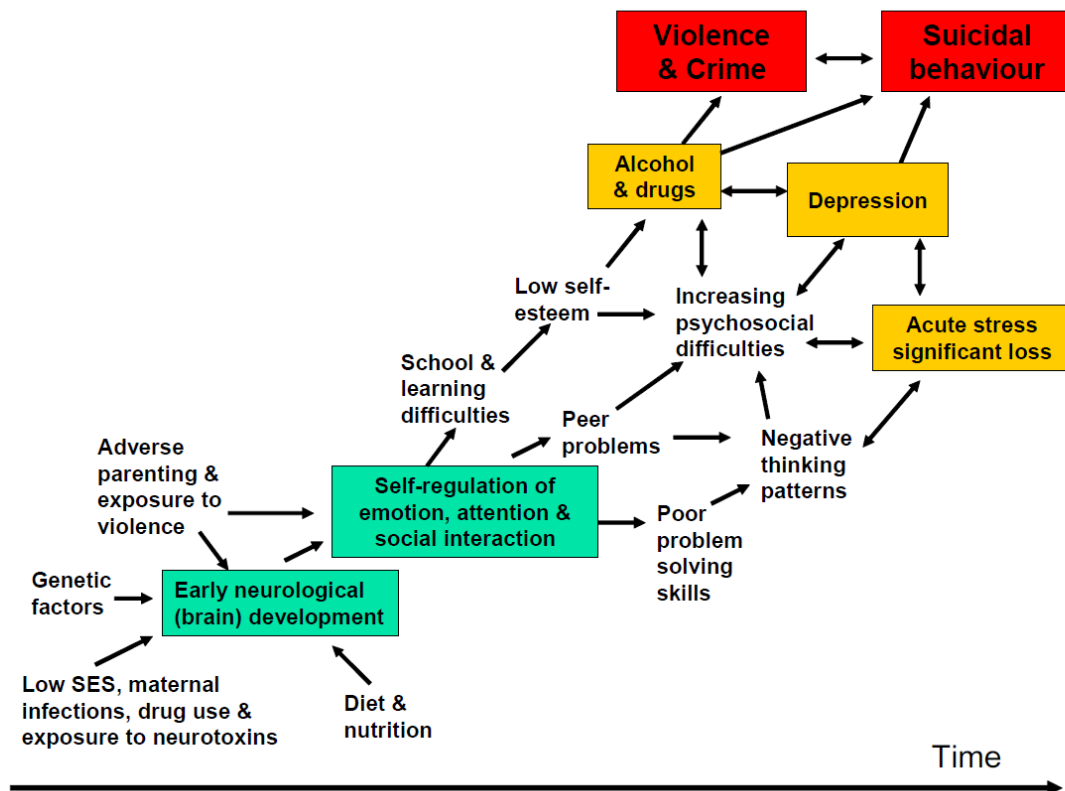 Violence
& Crime
Suicidal
behaviour
Alcohol
& drugs
Depression
Low self-
esteem
Increasing
psychosocial
difficulties
Acute stress
significant loss
School &
learning
difficulties
Peer
problems
Negative
thinking
patterns
Adverse
parenting &
exposure to
violence
Self-regulation of
emotion, attention &
social interaction
Poor
problem
solving
skills
Genetic
factors
Early neurological
(brain) development
Low SES, maternal
infections, drug use &
exposure to neurotoxins
Diet &
nutrition
Time